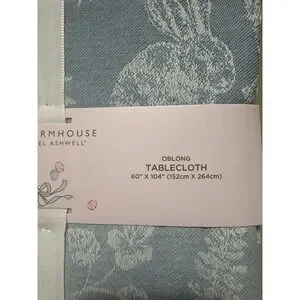 RMHOUSE
EL ASHWELL®
OBLONG
TABLECLOTH
60" X 104" (152cm X 264cm)